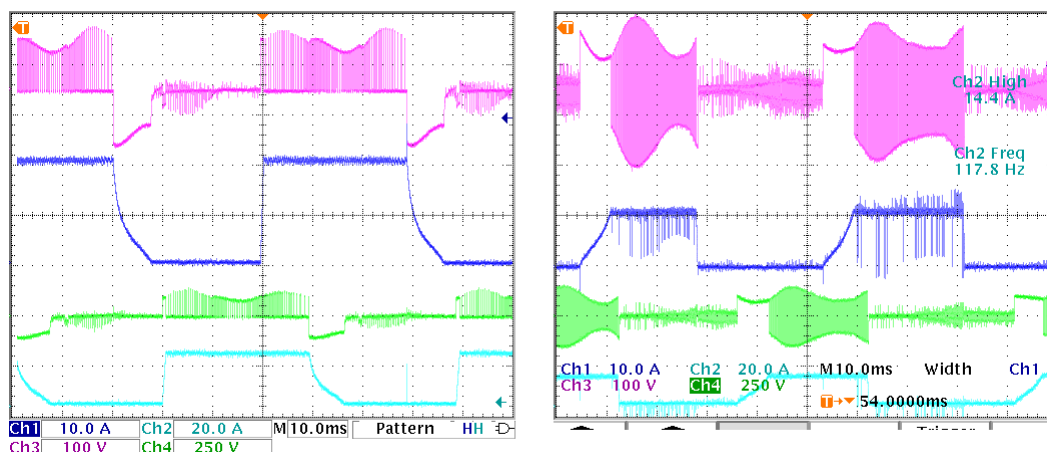 T
Ch1 10.0 A Ch2 20.0 A M 10.0ms Pattern HH
Ch3 100 V Ch4 250 V
T
Ch2 High
14.4 A
Ch2 Freq
117.8 Hz
Ch1 10.0 A Ch2 20.0 A M 10.0ms Width Ch1
Ch3 100 V Ch4 250 V
T 54.0000ms